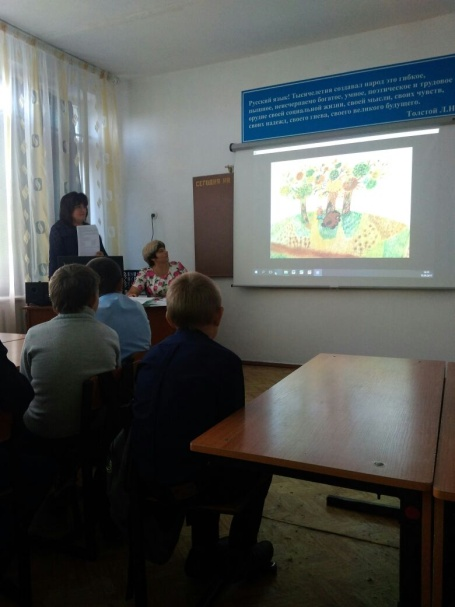 Русский язык! Тысячелетия создавал народ это гибкое,
пышное, неисчерпаемо богатое, умное, поэтическое и трудовое
орудие своей социальной жизни, своей мысли, своих чувств,
своих надежд, своего гнева, своего великого будущего.
Толстой
СЕГОДНЯ НА